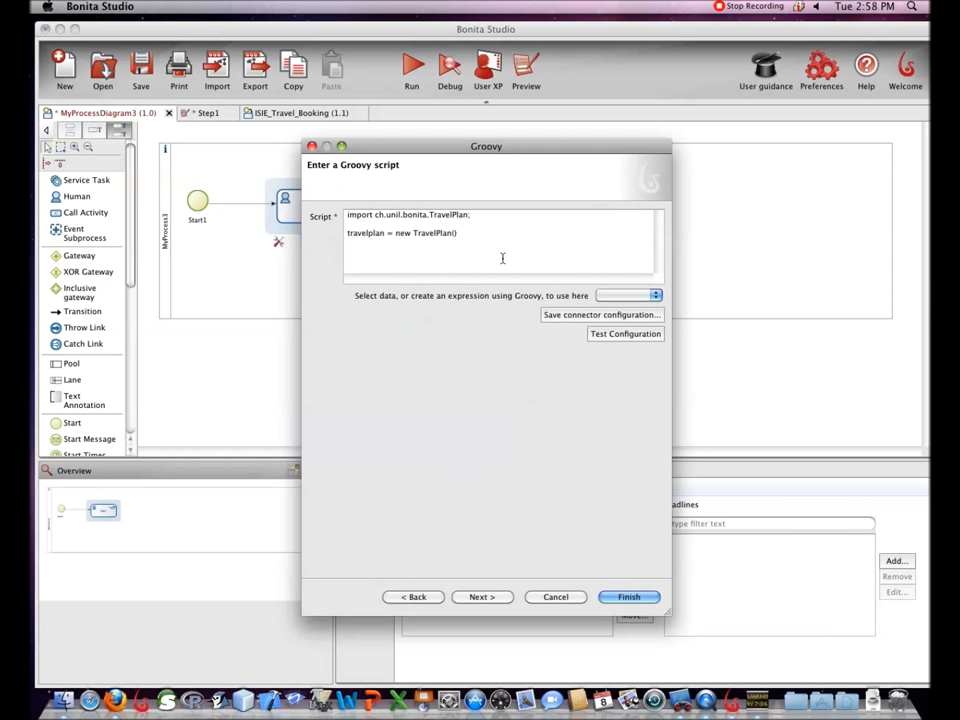 Bonita Studio
Stop Recording
Tue 2:58 PM
Bonita Studio
New
Open
Save
Print
Import
Export
Copy
Paste
Run
Debug
User XP
Preview
User guidance
Preferences
Help
Welcome
* MyProcessDiagram3 (1.0)
* Step1
ISIE_Travel_Booking (1.1)
Service Task
Human
Call Activity
Event
Subprocess
Gateway
XOR Gateway
Inclusive
gateway
Transition
Throw Link
Catch Link
Pool
Lane
Text
Annotation
Start
Start Message
Start Timer
MyProcess3
Start1
Groovy
Enter a Groovy script
Script *
import ch.unil.bonita.TravelPlan;
travelplan = new TravelPlan()
Select data, or create an expression using Groovy, to use here
Save connector configuration...
Test Configuration
< Back
Next >
Cancel
Finish
Overview
adlines
type filter text
Add...
Remove
Edit...